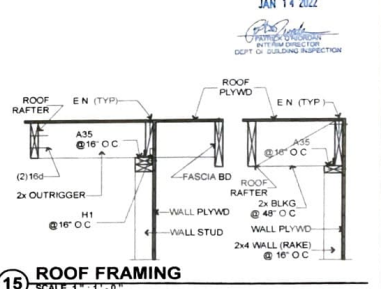 JAN 14 2022
PATRICK O'RIORDAN
INTERIM DIRECTOR
DEPT OF BUILDING INSPECTION
ROOF
PLYWD
ROOF
RAFTER
E N (TYP)
E N (TYP)
A35
@16" O C
A35
@16" O C
(2)16d
FASCIA BD
ROOF
RAFTER
2x OUTRIGGER
2x BLKG
@ 48" O C
H1
@16" O C
WALL PLYWD
WALL STUD
WALL PLYWD
2x4 WALL (RAKE)
@ 16" O C
15
ROOF FRAMING
SCALE 1" : 1'-0"